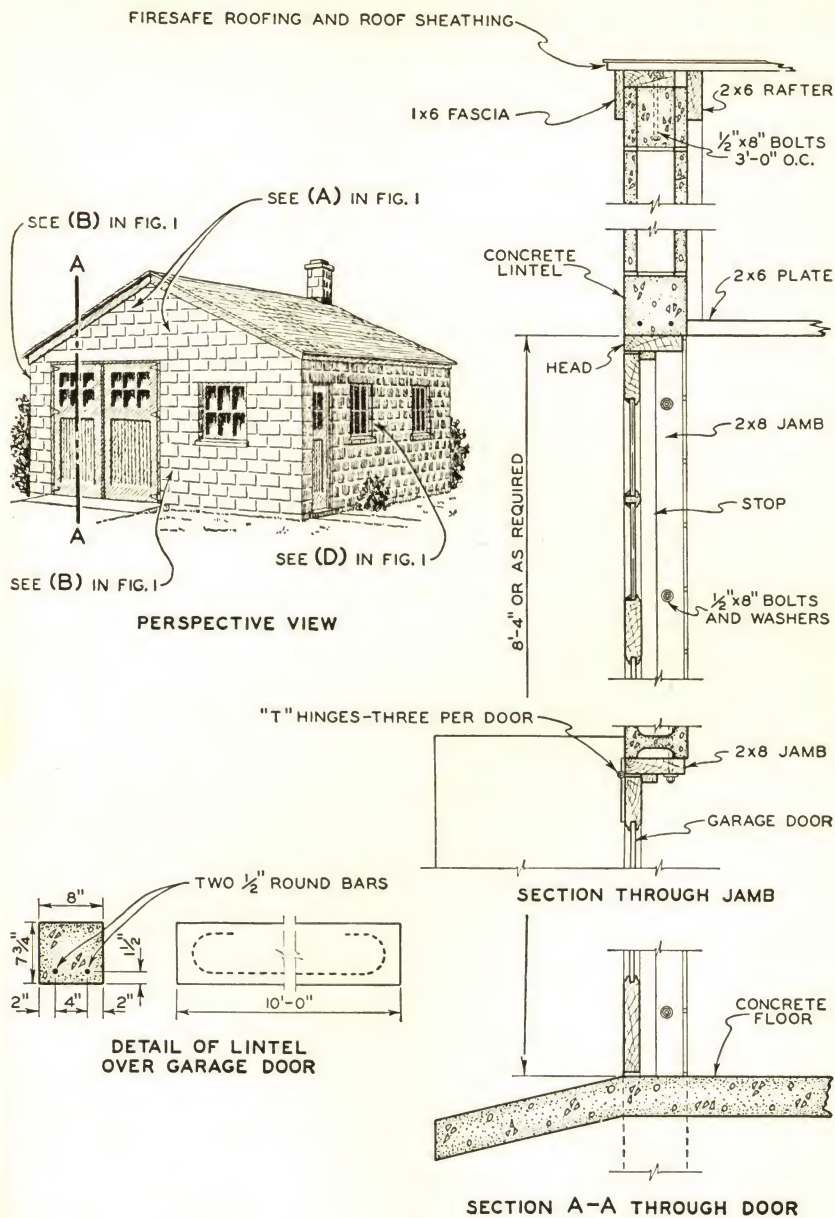 FIRESAFE ROOFING AND ROOF SHEATHING
1x6 FASCIA
2x6 RAFTER
½"x8" BOLTS
3'-0" O.C.
SEE (A) IN FIG. 1
SEE (B) IN FIG. 1
A
CONCRETE
LINTEL
2x6 PLATE
HEAD
2x8 JAMB
8'-4" OR AS REQUIRED
STOP
A
SEE (D) IN FIG. 1
SEE (B) IN FIG. 1
½"x8" BOLTS
AND WASHERS
PERSPECTIVE VIEW
"T" HINGES-THREE PER DOOR
2x8 JAMB
GARAGE DOOR
SECTION THROUGH JAMB
TWO ½" ROUND BARS
8"
7¾"
1½"
2"
4"
2"
10'-0"
DETAIL OF LINTEL
OVER GARAGE DOOR
CONCRETE
FLOOR
SECTION A-A THROUGH DOOR